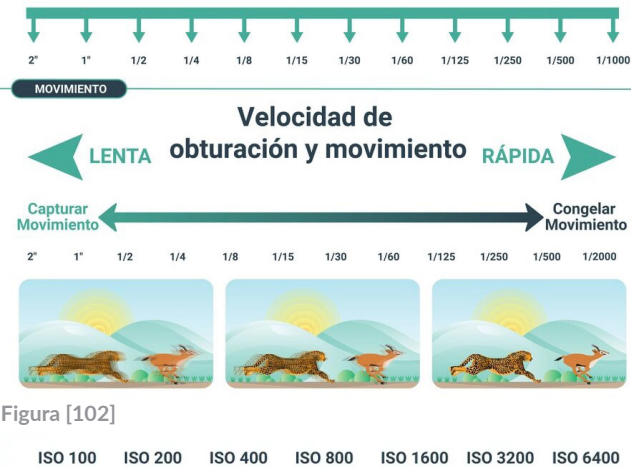 2" 1" 1/2 1/4 1/8 1/15 1/30 1/60 1/125 1/250 1/500 1/1000
MOVIMIENTO
Velocidad de
obturación y movimiento
LENTA
RÁPIDA
Capturar
Movimiento
Congelar
Movimiento
2" 1" 1/2 1/4 1/8 1/15 1/30 1/60 1/125 1/250 1/500 1/2000
Figura [102]
ISO 100 ISO 200 ISO 400 ISO 800 ISO 1600 ISO 3200 ISO 6400